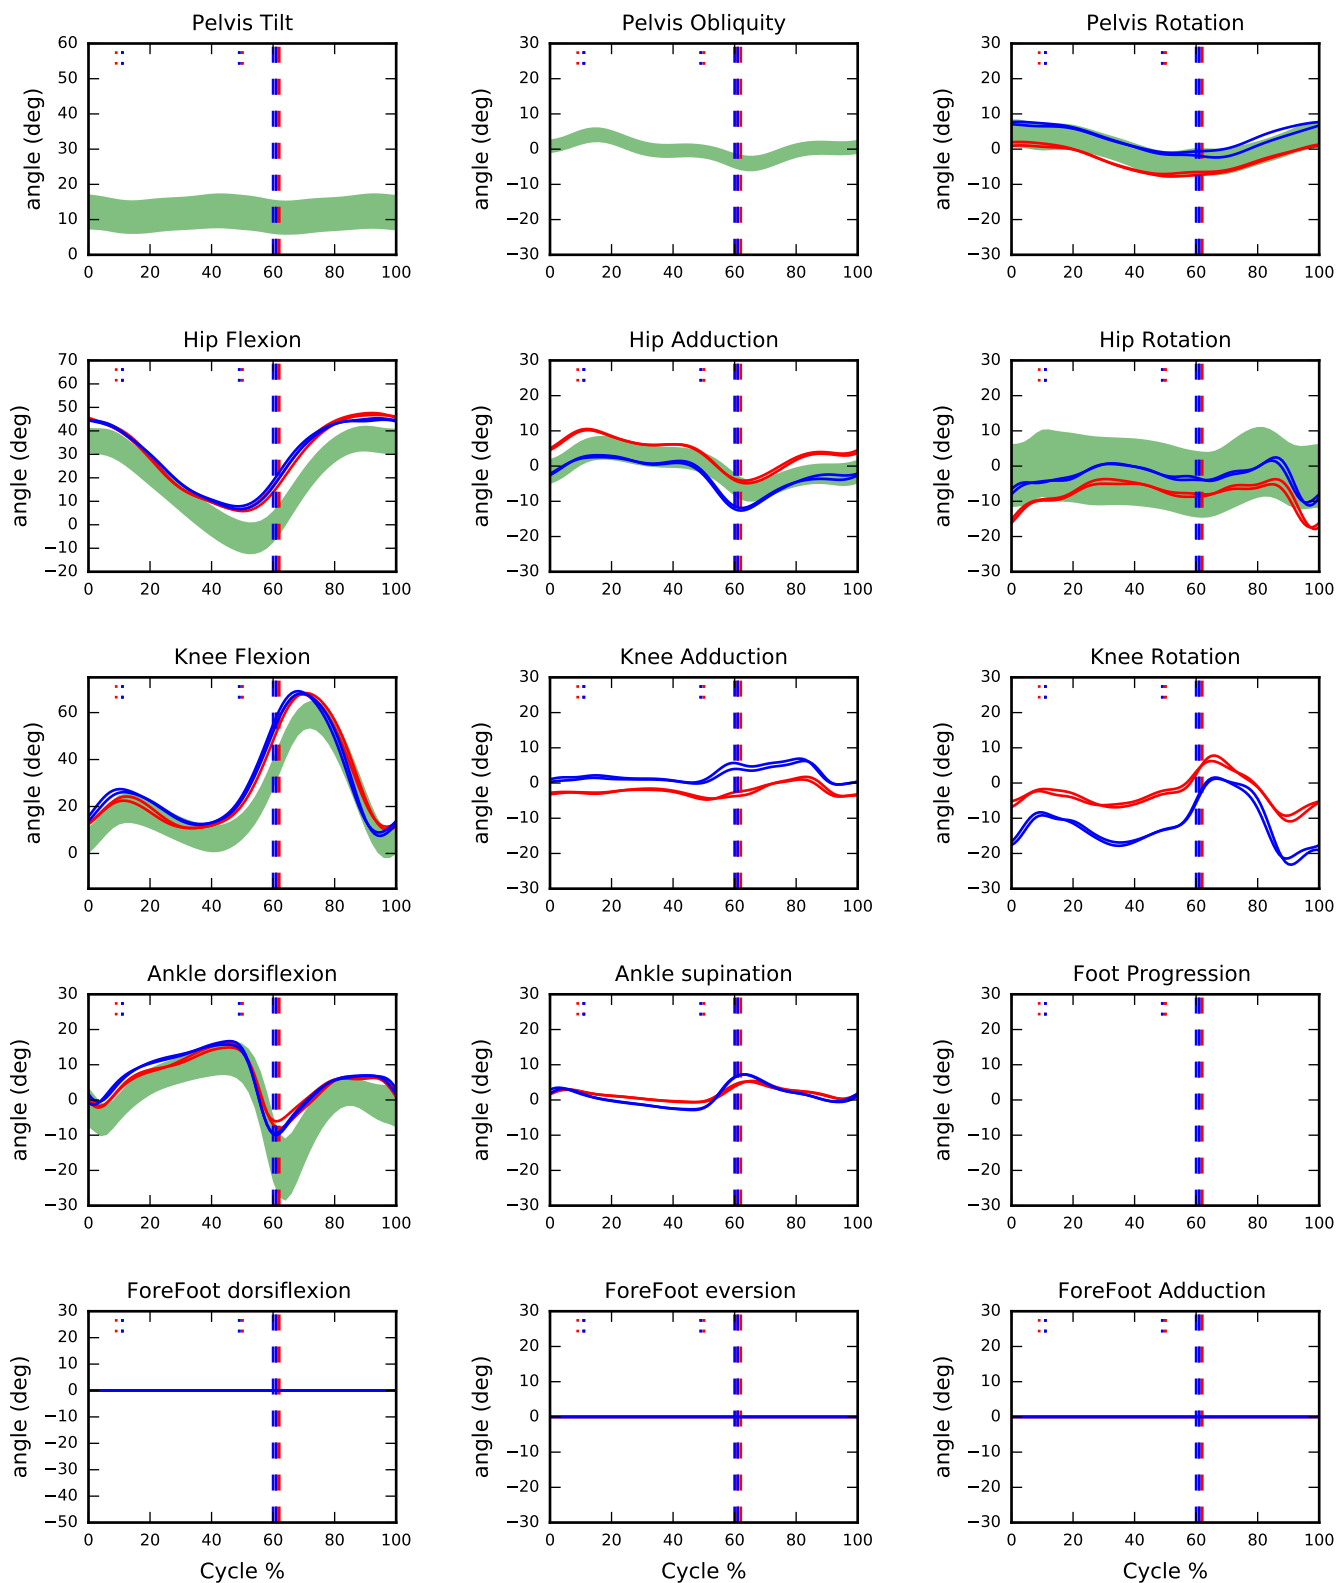 Pelvis Tilt
Pelvis Obliquity
Pelvis Rotation
angle (deg)
60
50
40
30
20
10
0
0 20 40 60 80 100
angle (deg)
30
20
10
0
−10
−20
−30
0 20 40 60 80 100
angle (deg)
30
20
10
0
−10
−20
−30
0 20 40 60 80 100
Hip Flexion
Hip Adduction
Hip Rotation
angle (deg)
70
60
50
40
30
20
10
0
−10
−20
0 20 40 60 80 100
angle (deg)
30
20
10
0
−10
−20
−30
0 20 40 60 80 100
angle (deg)
30
20
10
0
−10
−20
−30
0 20 40 60 80 100
Knee Flexion
Knee Adduction
Knee Rotation
angle (deg)
60
40
20
0
0 20 40 60 80 100
angle (deg)
30
20
10
0
−10
−20
−30
0 20 40 60 80 100
angle (deg)
30
20
10
0
−10
−20
−30
0 20 40 60 80 100
Ankle dorsiflexion
Ankle supination
Foot Progression
angle (deg)
30
20
10
0
−10
−20
−30
0 20 40 60 80 100
angle (deg)
30
20
10
0
−10
−20
−30
0 20 40 60 80 100
angle (deg)
30
20
10
0
−10
−20
−30
0 20 40 60 80 100
ForeFoot dorsiflexion
ForeFoot eversion
ForeFoot Adduction
angle (deg)
30
20
10
0
−10
−20
−30
−40
−50
0 20 40 60 80 100
Cycle %
angle (deg)
30
20
10
0
−10
−20
−30
0 20 40 60 80 100
Cycle %
angle (deg)
30
20
10
0
−10
−20
−30
0 20 40 60 80 100
Cycle %